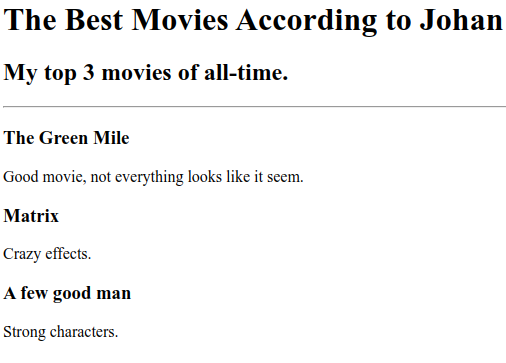 The Best Movies According to Johan
My top 3 movies of all-time.
The Green Mile
Good movie, not everything looks like it seem.
Matrix
Crazy effects.
A few good man
Strong characters.